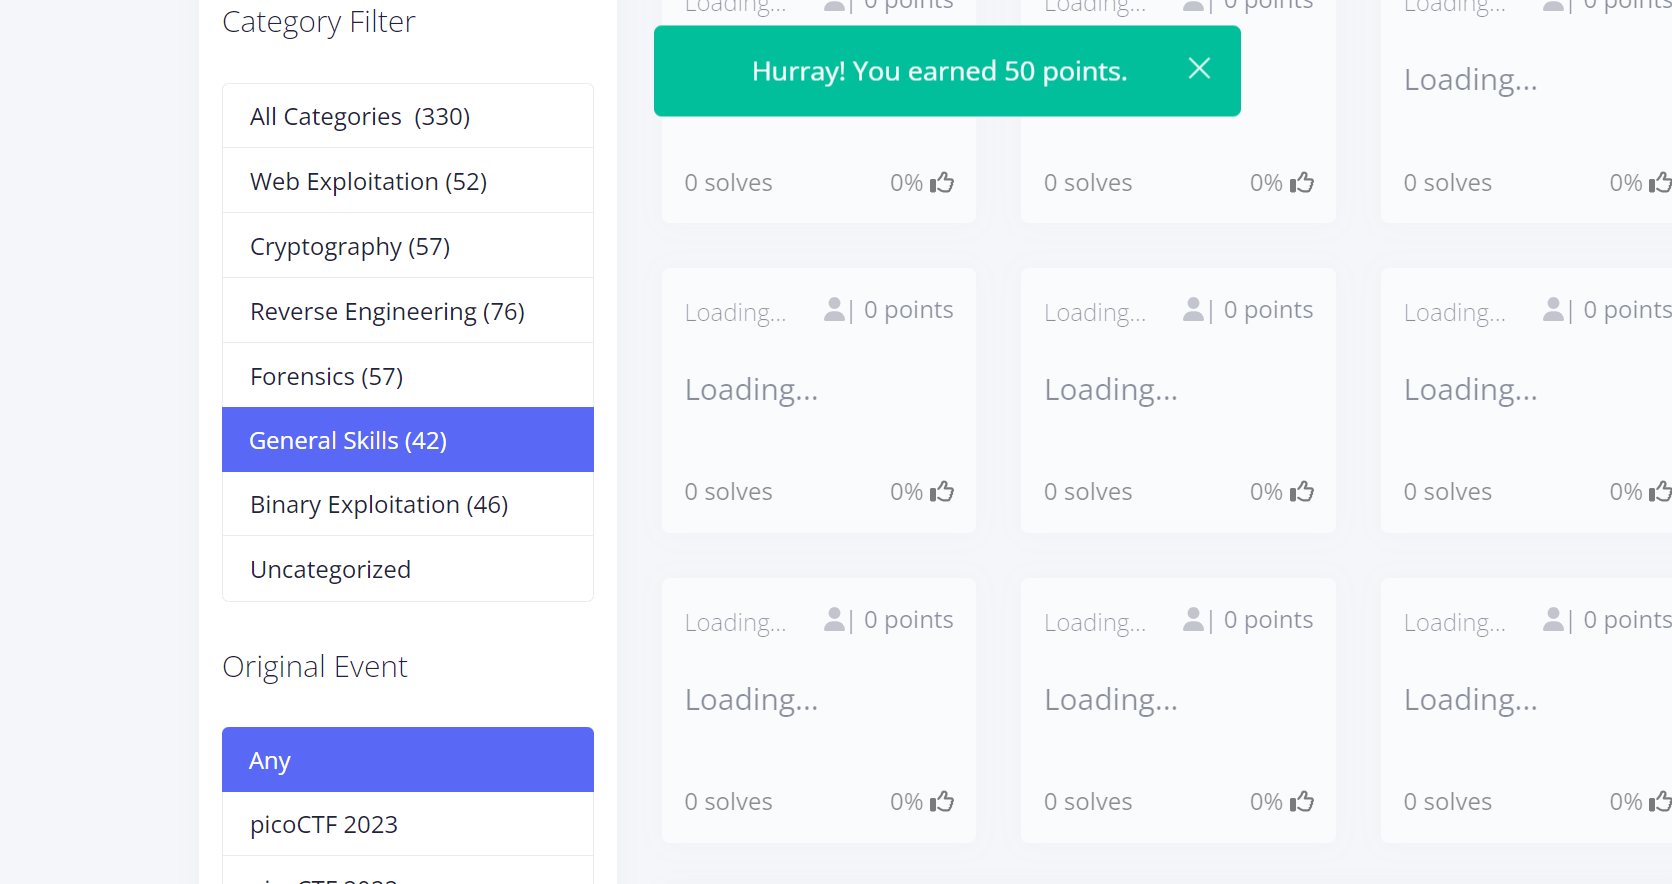 Category Filter
All Categories (330)
Web Exploitation (52)
Cryptography (57)
Reverse Engineering (76)
Forensics (57)
General Skills (42)
Binary Exploitation (46)
Uncategorized
Original Event
Any
picoCTF 2023
Loading... | 0 points Loading... | 0 points Loading... | 0 points
Hurray! You earned 50 points.
Loading...
0 solves 0% 0 solves 0% 0 solves 0%
Loading... | 0 points Loading... | 0 points Loading... | 0 points
Loading... Loading... Loading...
0 solves 0% 0 solves 0% 0 solves 0%
Loading... | 0 points Loading... | 0 points Loading... | 0 points
Loading... Loading... Loading...
0 solves 0% 0 solves 0% 0 solves 0%